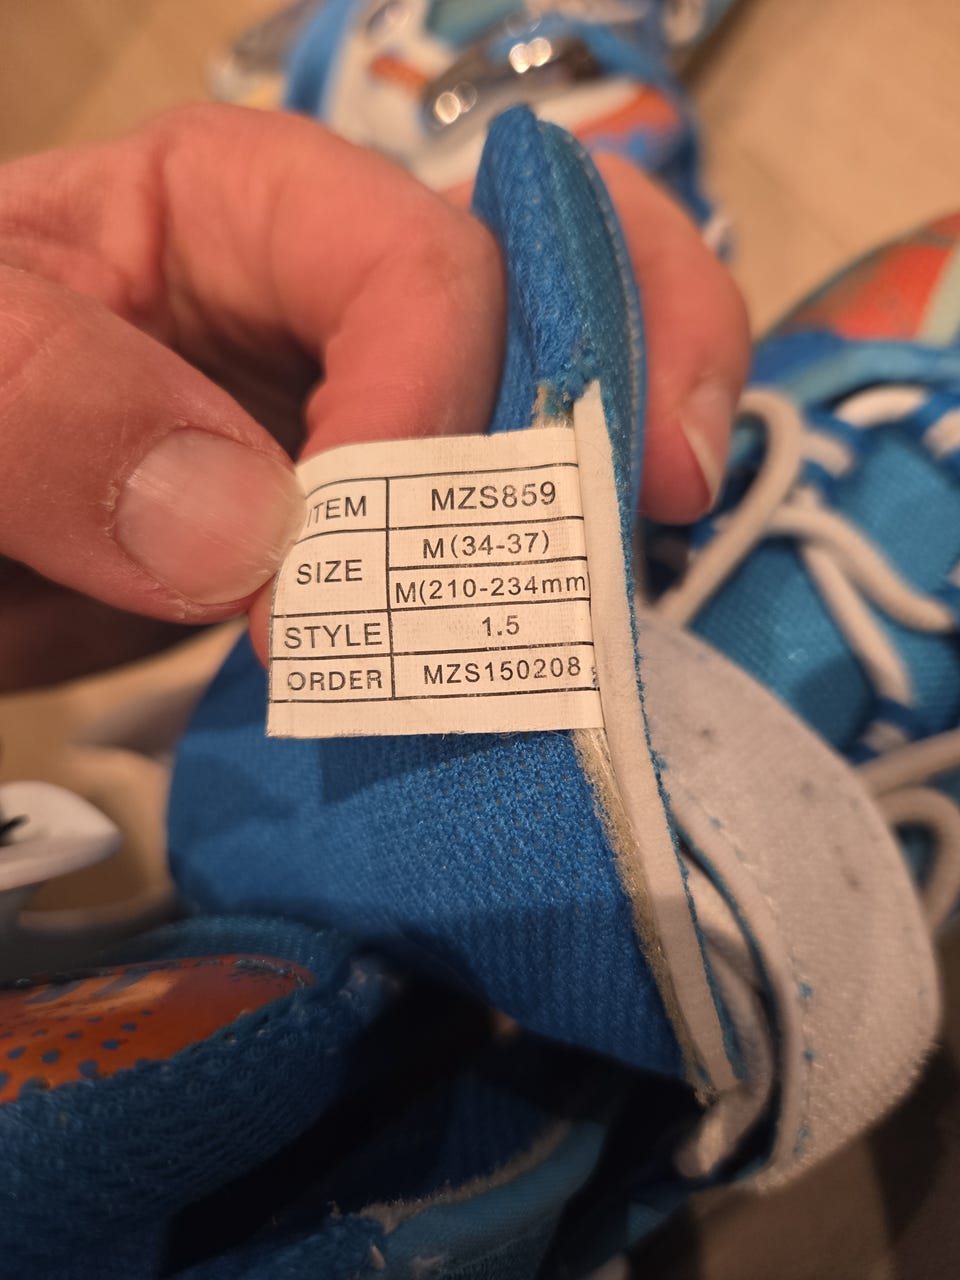 ITEM MZS859
SIZE M(34-37)
M(210-234mm)
STYLE 1.5
ORDER MZS150208